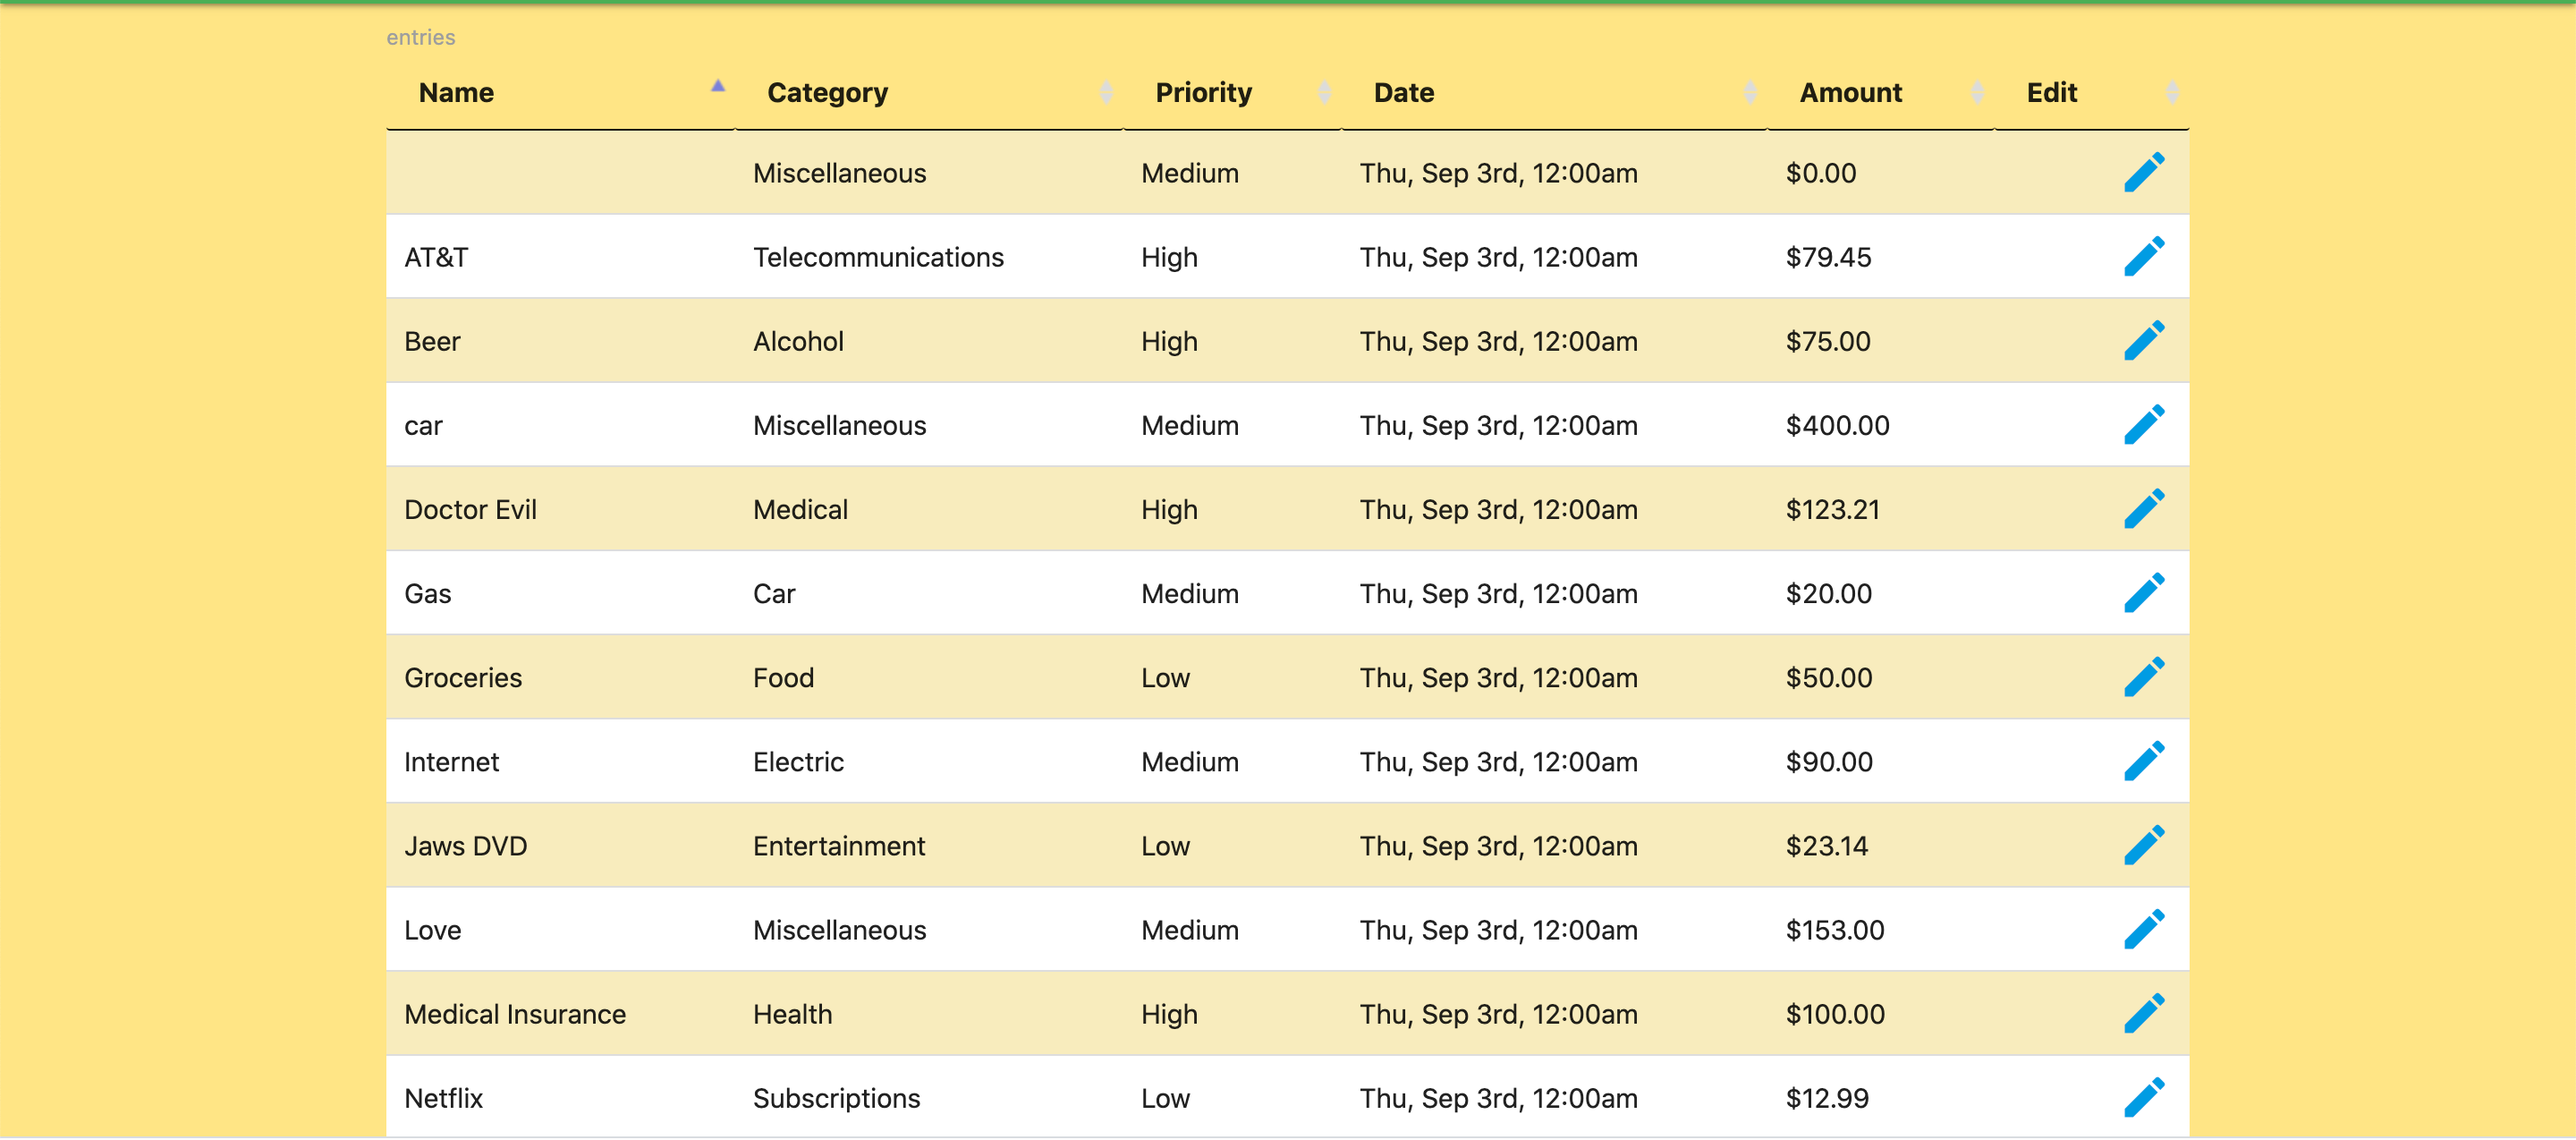 entries
Name Category Priority Date Amount Edit
Miscellaneous Medium Thu, Sep 3rd, 12:00am $0.00
AT&T Telecommunications High Thu, Sep 3rd, 12:00am $79.45
Beer Alcohol High Thu, Sep 3rd, 12:00am $75.00
car Miscellaneous Medium Thu, Sep 3rd, 12:00am $400.00
Doctor Evil Medical High Thu, Sep 3rd, 12:00am $123.21
Gas Car Medium Thu, Sep 3rd, 12:00am $20.00
Groceries Food Low Thu, Sep 3rd, 12:00am $50.00
Internet Electric Medium Thu, Sep 3rd, 12:00am $90.00
Jaws DVD Entertainment Low Thu, Sep 3rd, 12:00am $23.14
Love Miscellaneous Medium Thu, Sep 3rd, 12:00am $153.00
Medical Insurance Health High Thu, Sep 3rd, 12:00am $100.00
Netflix Subscriptions Low Thu, Sep 3rd, 12:00am $12.99